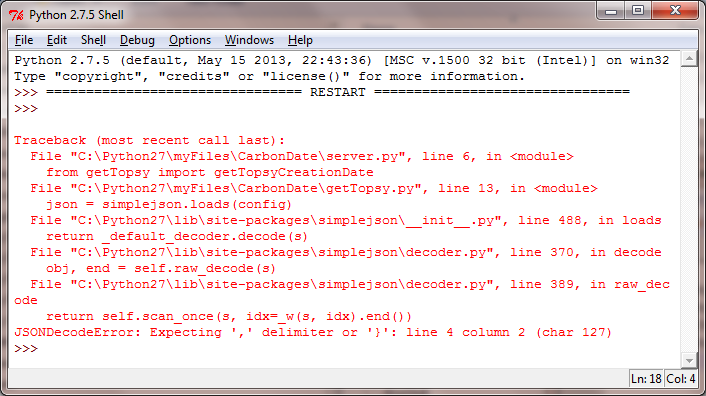 Python 2.7.5 Shell
File Edit Shell Debug Options Windows Help
Python 2.7.5 (default, May 15 2013, 22:43:36) [MSC v.1500 32 bit (Intel)] on win32
Type "copyright", "credits" or "license()" for more information.
>>> ================================ RESTART ================================
>>>
Traceback (most recent call last):
  File "C:\Python27\myFiles\CarbonDate\server.py", line 6, in <module>
    from getTopsy import getTopsyCreationDate
  File "C:\Python27\myFiles\CarbonDate\getTopsy.py", line 13, in <module>
    json = simplejson.loads(config)
  File "C:\Python27\lib\site-packages\simplejson\__init__.py", line 488, in loads
    return _default_decoder.decode(s)
  File "C:\Python27\lib\site-packages\simplejson\decoder.py", line 370, in decode
    obj, end = self.raw_decode(s)
  File "C:\Python27\lib\site-packages\simplejson\decoder.py", line 389, in raw_dec
ode
    return self.scan_once(s, idx=_w(s, idx).end())
JSONDecodeError: Expecting ',' delimiter or '}': line 4 column 2 (char 127)
>>>
Ln: 18 Col: 4